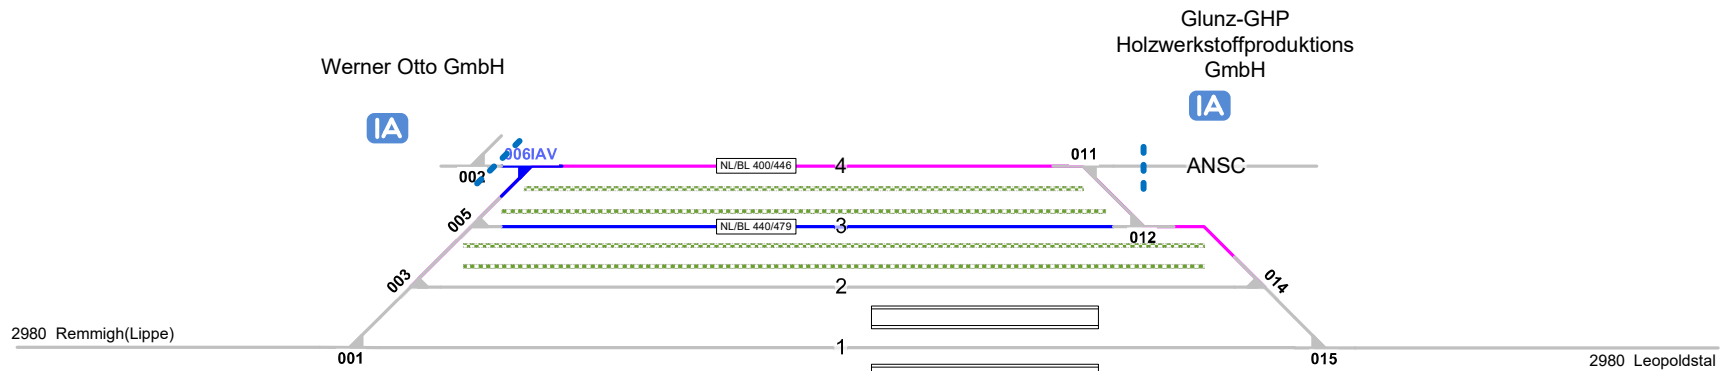 Glunz-GHP
Holzwerkstoffproduktions
GmbH
Werner Otto GmbH
IA
IA
006IAV
002
NL/BL 400/446
4
011
ANSC
005
NL/BL 440/479
3
012
003
2
014
2980 Remmigh(Lippe)
001
1
015
2980 Leopoldstal